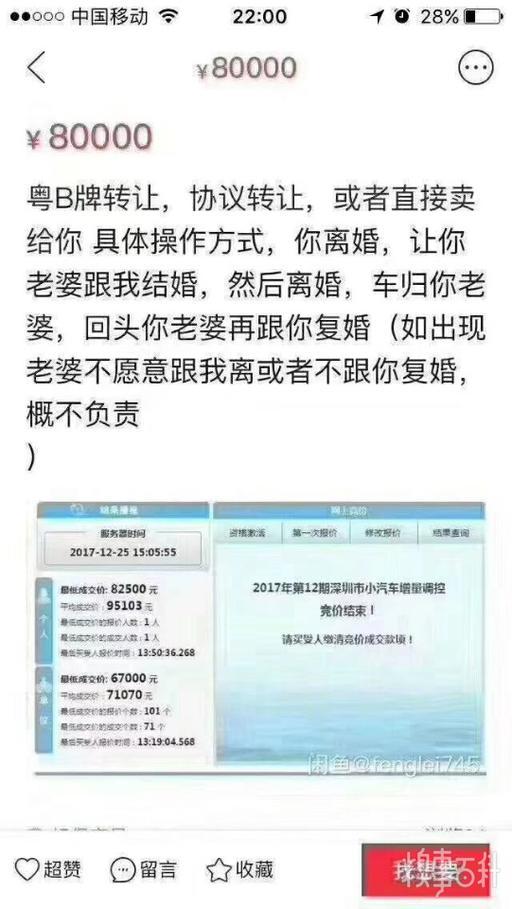 中国移动 22:00 28%
¥80000
¥80000
粤B牌转让，协议转让，或者直接卖
给你 具体操作方式，你离婚，让你
老婆跟我结婚，然后离婚，车归你老
婆，回头你老婆再跟你复婚（如出现
老婆不愿意跟我离或者不跟你复婚，
概不负责
）
结果播报
服务器时间
2017-12-25 15:05:55
个人
最低成交价: 82500 元
平均成交价: 95103 元
最低成交价的报价人数: 1 人
最低成交价的成交人数: 1 人
最后买受人报价时间: 13:50:36.268
单位
最低成交价: 67000 元
平均成交价: 71070 元
最低成交价的报价个数: 101 个
最低成交价的成交个数: 71 个
最后买受人报价时间: 13:19:04.568
网上竞价
资格激活 第一次报价 修改报价 结果查询
2017年第12期深圳市小汽车增量调控
竞价结束！
请买受人缴清竞价成交款项！
闲鱼@fenglei745
超赞 留言 收藏 我想要
糗事百科